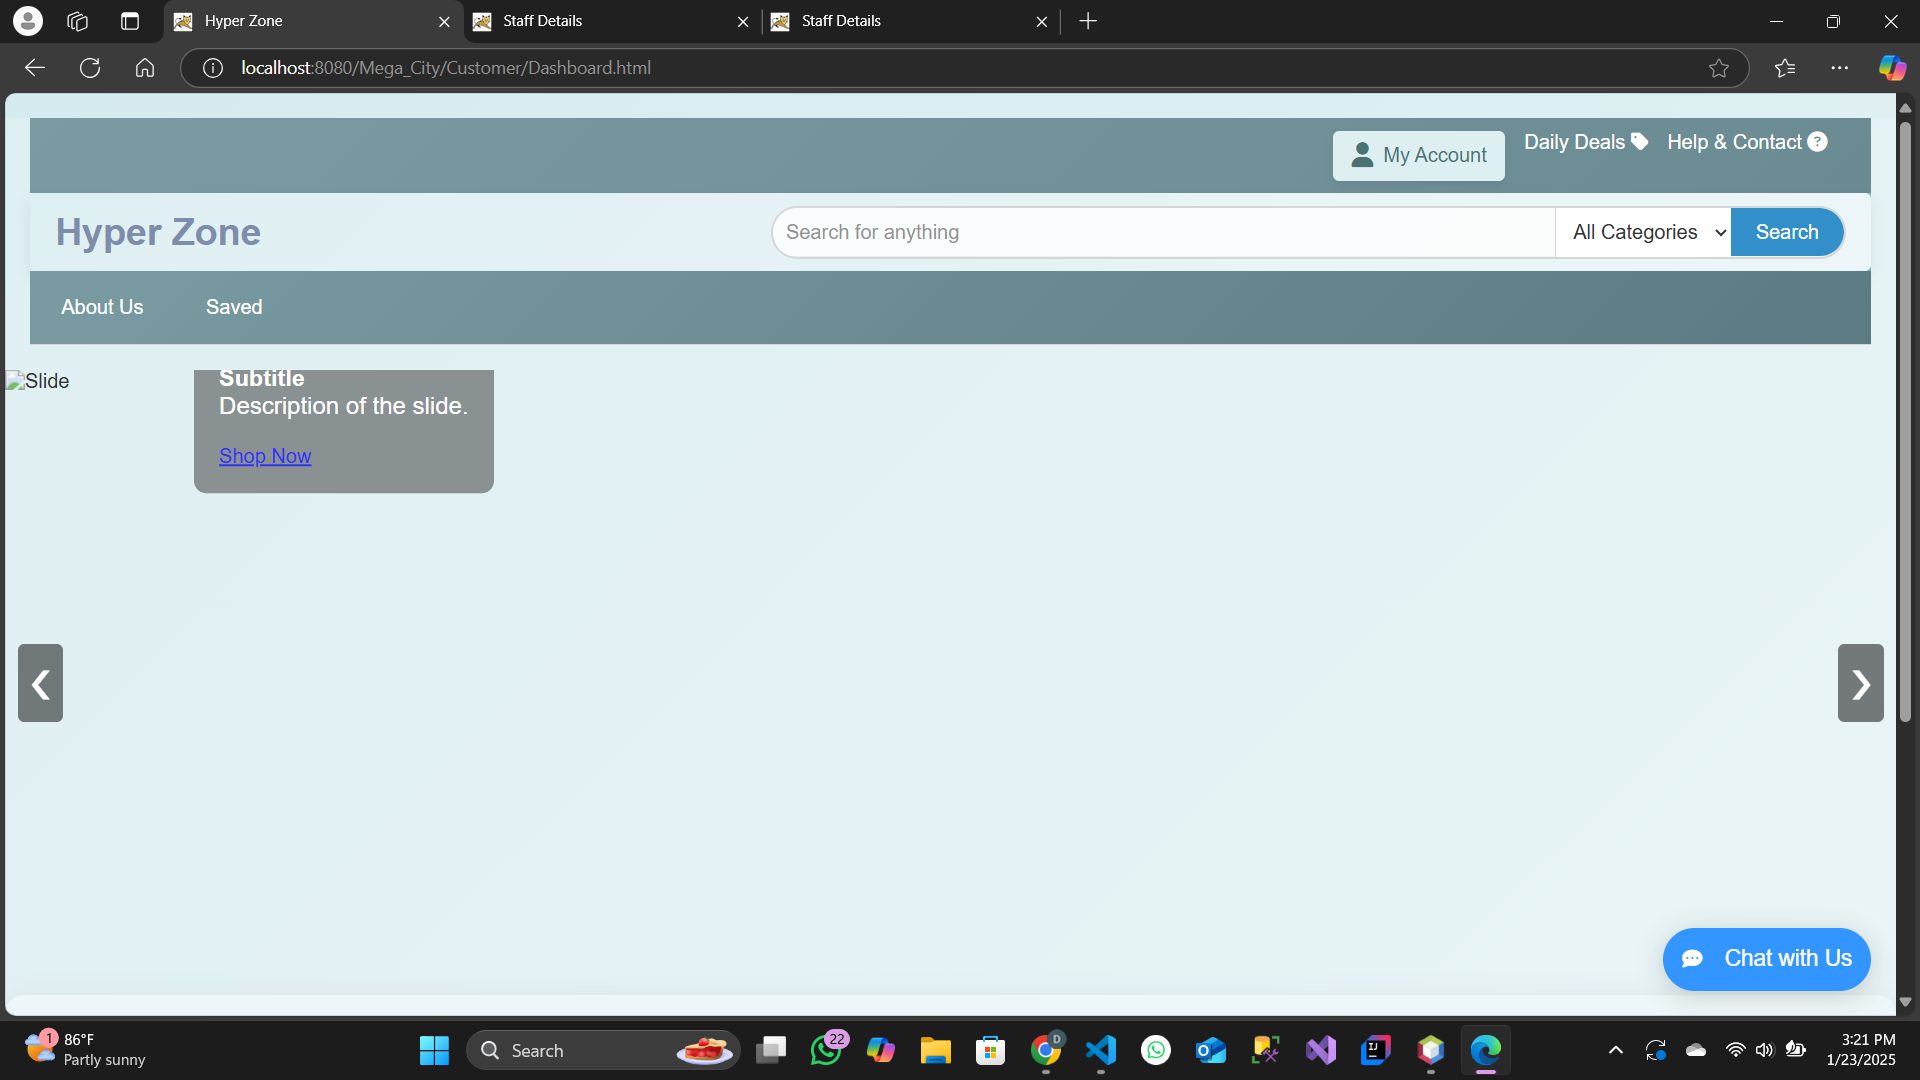 Hyper Zone
Staff Details
Staff Details
localhost:8080/Mega_City/Customer/Dashboard.html
My Account
Daily Deals
Help & Contact ?
Hyper Zone
Search for anything
All Categories
Search
About Us
Saved
Slide
Subtitle
Description of the slide.
Shop Now
Chat with Us
1
86°F
Partly sunny
Search
22
D
IJ
3:21 PM
1/23/2025